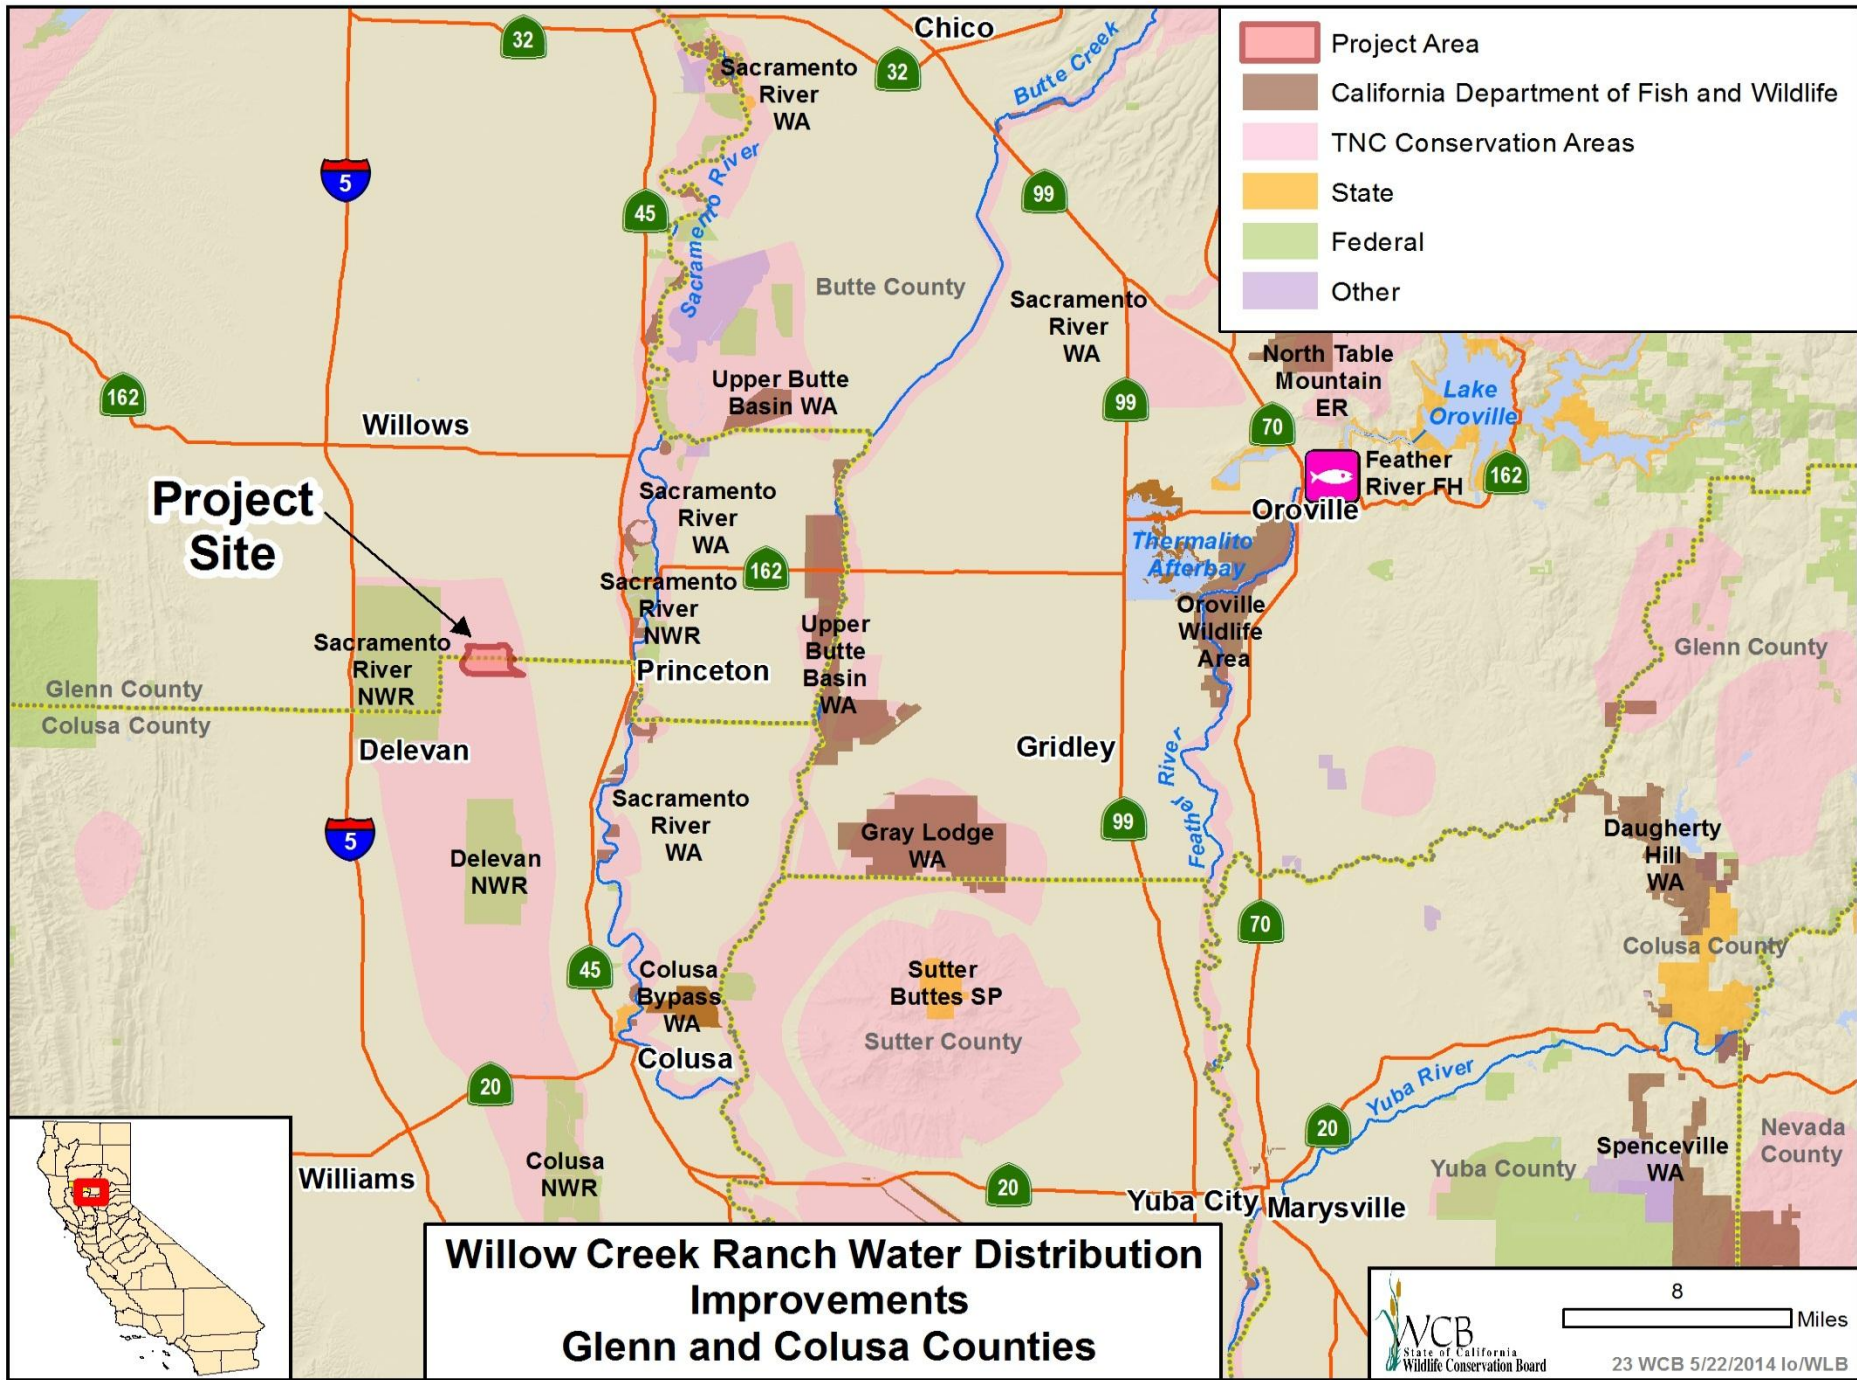 Chico
32
32
Sacramento
River
WA
Butte Creek
Project Area
California Department of Fish and Wildlife
TNC Conservation Areas
State
Federal
Other
5
45
99
Sacramento River
Butte County
Sacramento
River
WA
North Table
Mountain
ER
Lake
Oroville
162
Willows
Upper Butte
Basin WA
99
70
Feather
River FH
162
Oroville
Project
Site
Sacramento
River
WA
162
Thermalito
Afterbay
Sacramento
River
NWR
Oroville
Wildlife
Area
Upper
Butte
Basin
WA
Sacramento
River
NWR
Princeton
Glenn County
Glenn County
Colusa County
Delevan
Gridley
Feather River
5
Sacramento
River
WA
99
Gray Lodge
WA
Daugherty
Hill
WA
Delevan
NWR
70
Colusa County
45
Colusa
Bypass
WA
Sutter
Buttes SP
Sutter County
Colusa
20
Yuba River
20
Nevada
County
Spenceville
WA
Yuba County
Colusa
NWR
Williams
20
Yuba City
Marysville
Willow Creek Ranch Water Distribution
Improvements
Glenn and Colusa Counties
8
Miles
WCB
State of California
Wildlife Conservation Board
23 WCB 5/22/2014 lo/WLB